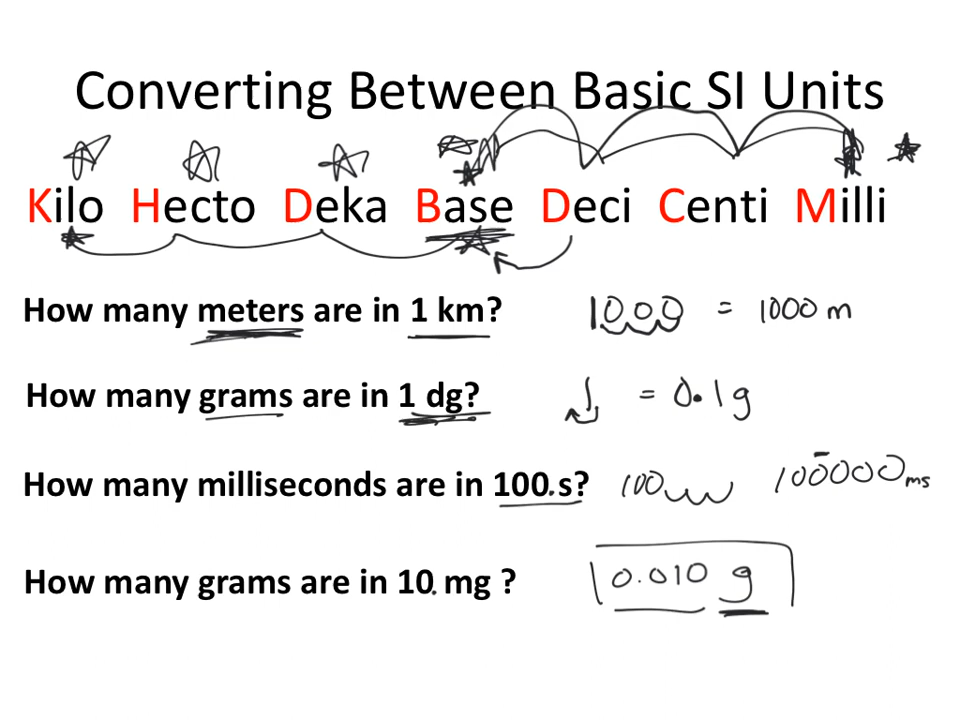 Converting Between Basic SI Units
Kilo Hecto Deka Base Deci Centi Milli
How many meters are in 1 km? 1000 = 1000 m
How many grams are in 1 dg? 1 = 0.1g
How many milliseconds are in 100.s? 100 100000 ms
How many grams are in 10. mg ? 0.010 g